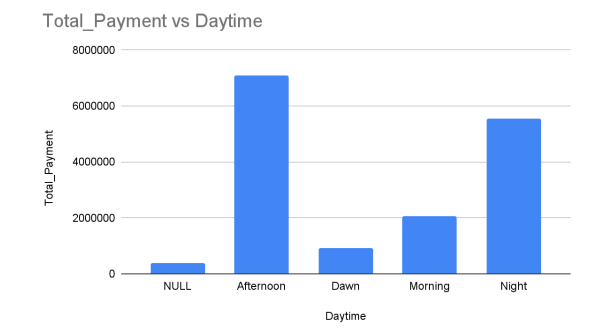 Total_Payment vs Daytime
8000000
6000000
4000000
2000000
0
Total_Payment
NULL Afternoon Dawn Morning Night
Daytime